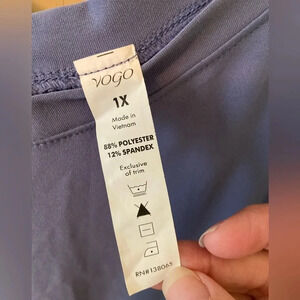 YOGO
1X
Made in
Vietnam
88% POLYESTER
12% SPANDEX
Exclusive
of trim
RN#138065